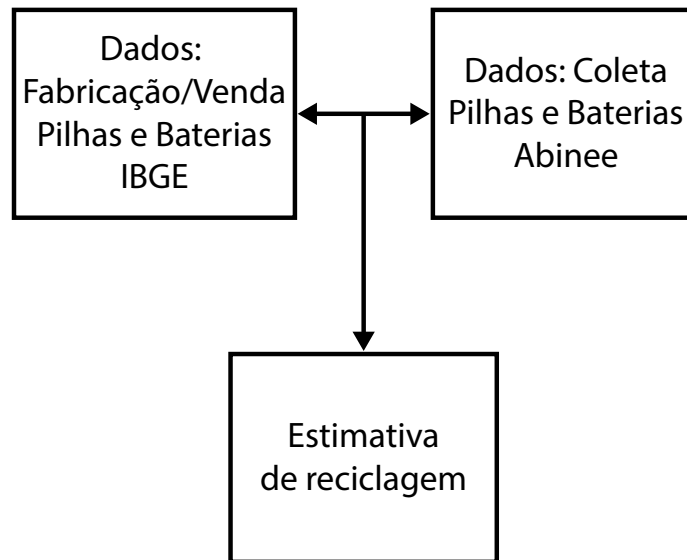 Dados:
Fabricação/Venda
Pilhas e Baterias
IBGE
Dados: Coleta
Pilhas e Baterias
Abinee
Estimativa
de reciclagem